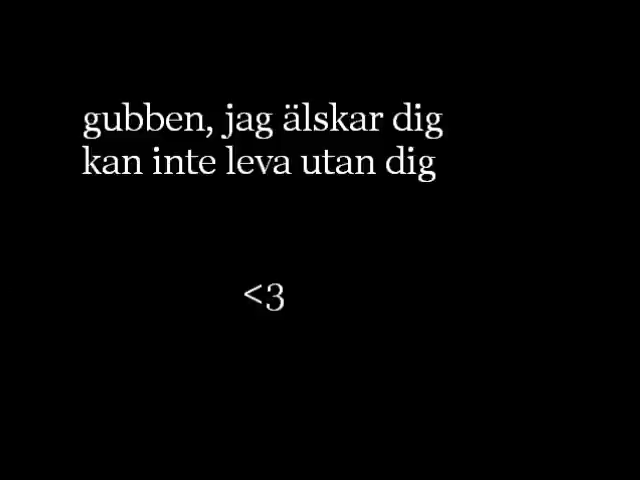 gubben, jag älskar dig
kan inte leva utan dig
<3